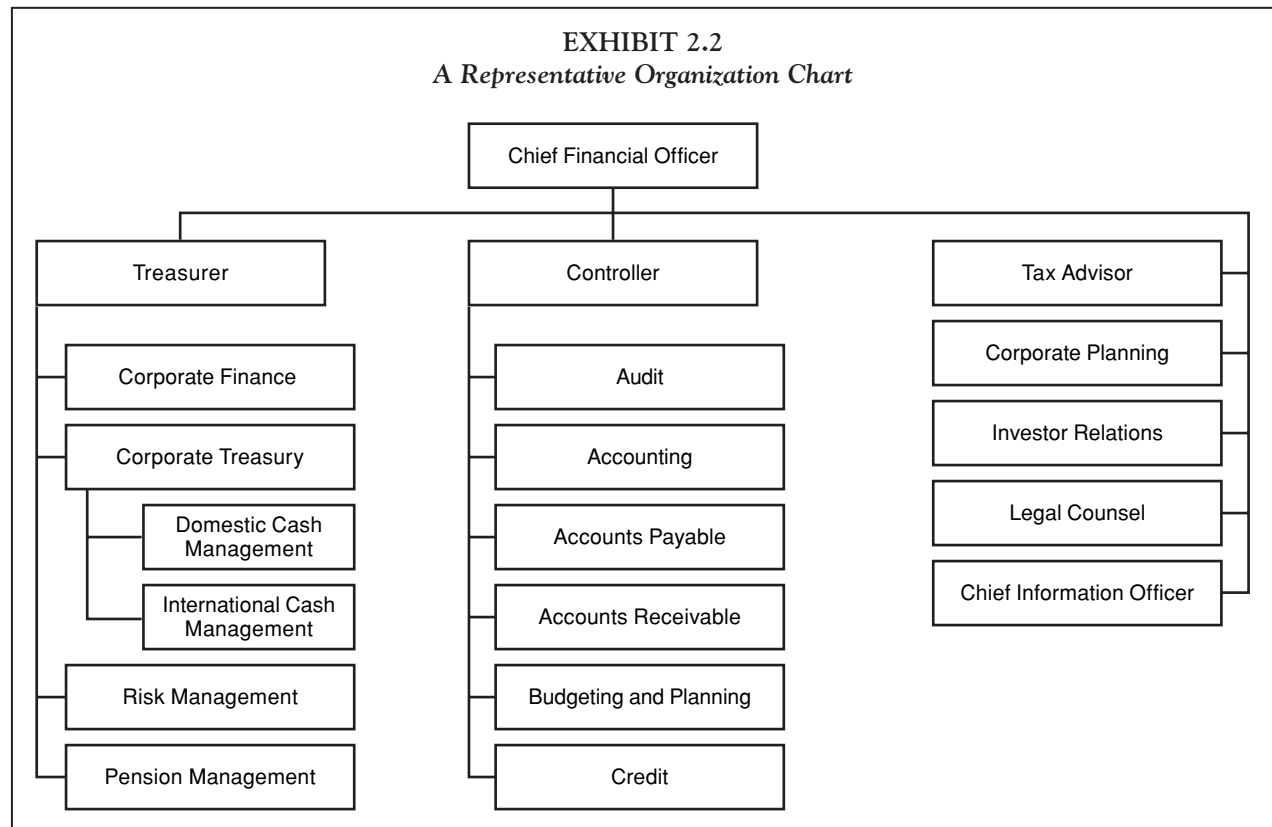 EXHIBIT 2.2
A Representative Organization Chart
Chief Financial Officer
Treasurer
Corporate Finance
Corporate Treasury
Domestic Cash
Management
International Cash
Management
Risk Management
Pension Management
Controller
Audit
Accounting
Accounts Payable
Accounts Receivable
Budgeting and Planning
Credit
Tax Advisor
Corporate Planning
Investor Relations
Legal Counsel
Chief Information Officer